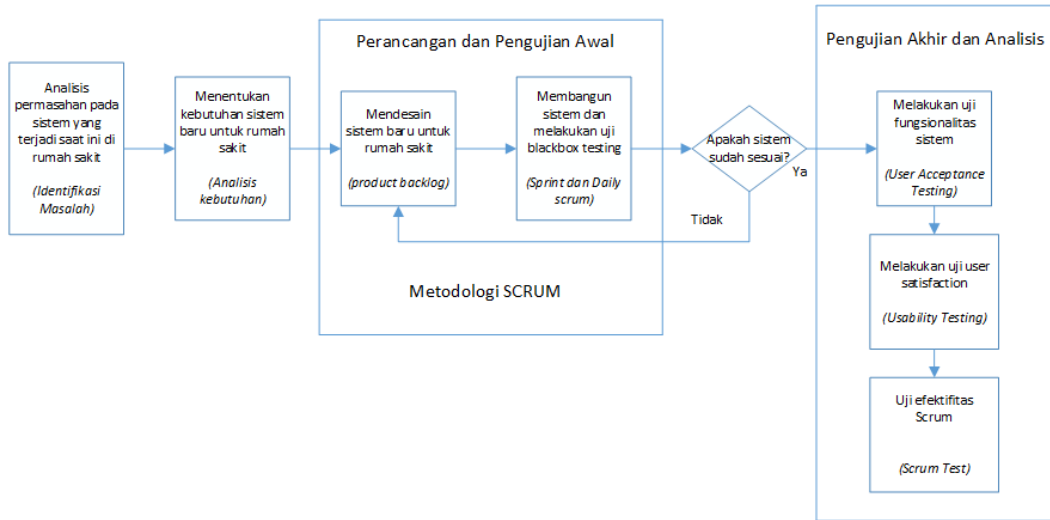 Analisis
permasahan pada
sistem yang
terjadi saat ini di
rumah sakit
(Identifikasi
Masalah)
Menentukan
kebutuhan sistem
baru untuk rumah
sakit
(Analisis
kebutuhan)
Perancangan dan Pengujian Awal
Mendesain
sistem baru untuk
rumah sakit
(product backlog)
Membangun
sistem dan
melakukan uji
blackbox testing
(Sprint dan Daily
scrum)
Metodologi SCRUM
Apakah sistem
sudah sesuai?
Ya
Tidak
Pengujian Akhir dan Analisis
Melakukan uji
fungsionalitas
sistem
(User Acceptance
Testing)
Melakukan uji user
satisfaction
(Usability Testing)
Uji efektifitas
Scrum
(Scrum Test)